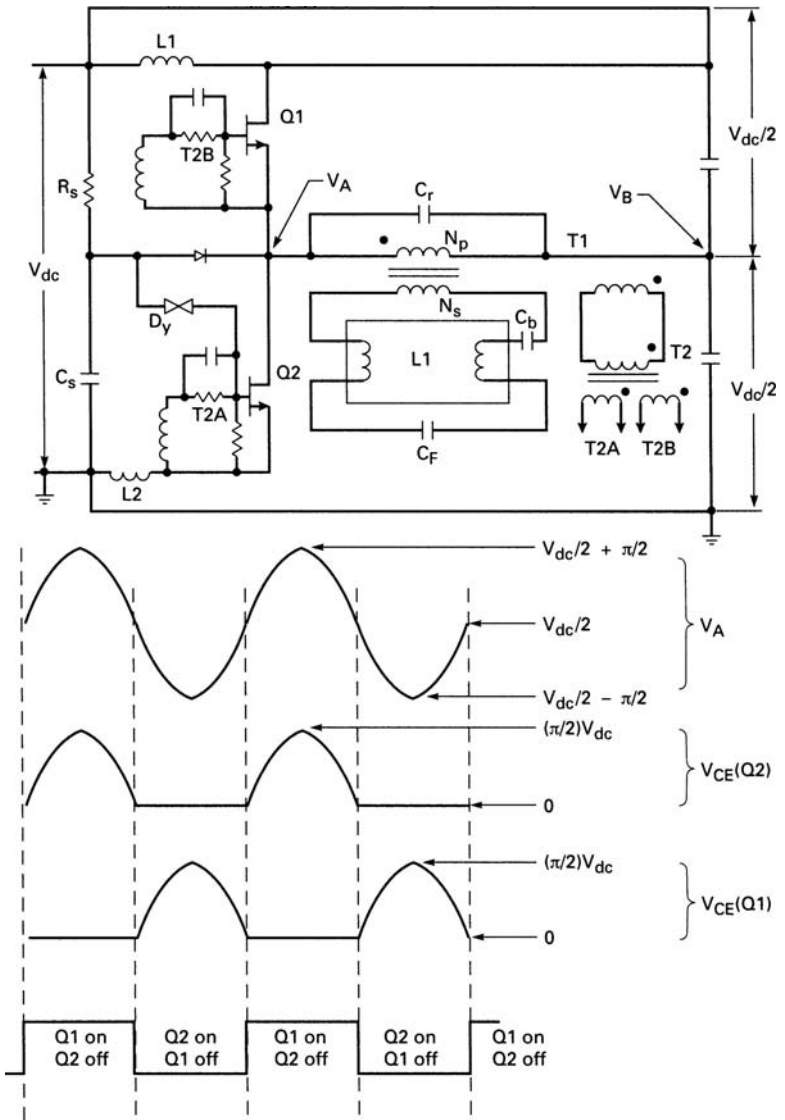 L1
Q1
T2B
V_dc/2
R_s
V_A
C_r
V_B
N_p
T1
V_dc
N_s
D_y
C_b
L1
T2
Q2
C_s
T2A
V_dc/2
C_F
T2A T2B
L2
V_dc/2 + π/2
V_dc/2
V_A
V_dc/2 − π/2
(π/2)V_dc
V_CE(Q2)
0
(π/2)V_dc
V_CE(Q1)
0
Q1 on Q2 on Q1 on Q2 on Q1 on
Q2 off Q1 off Q2 off Q1 off Q2 off